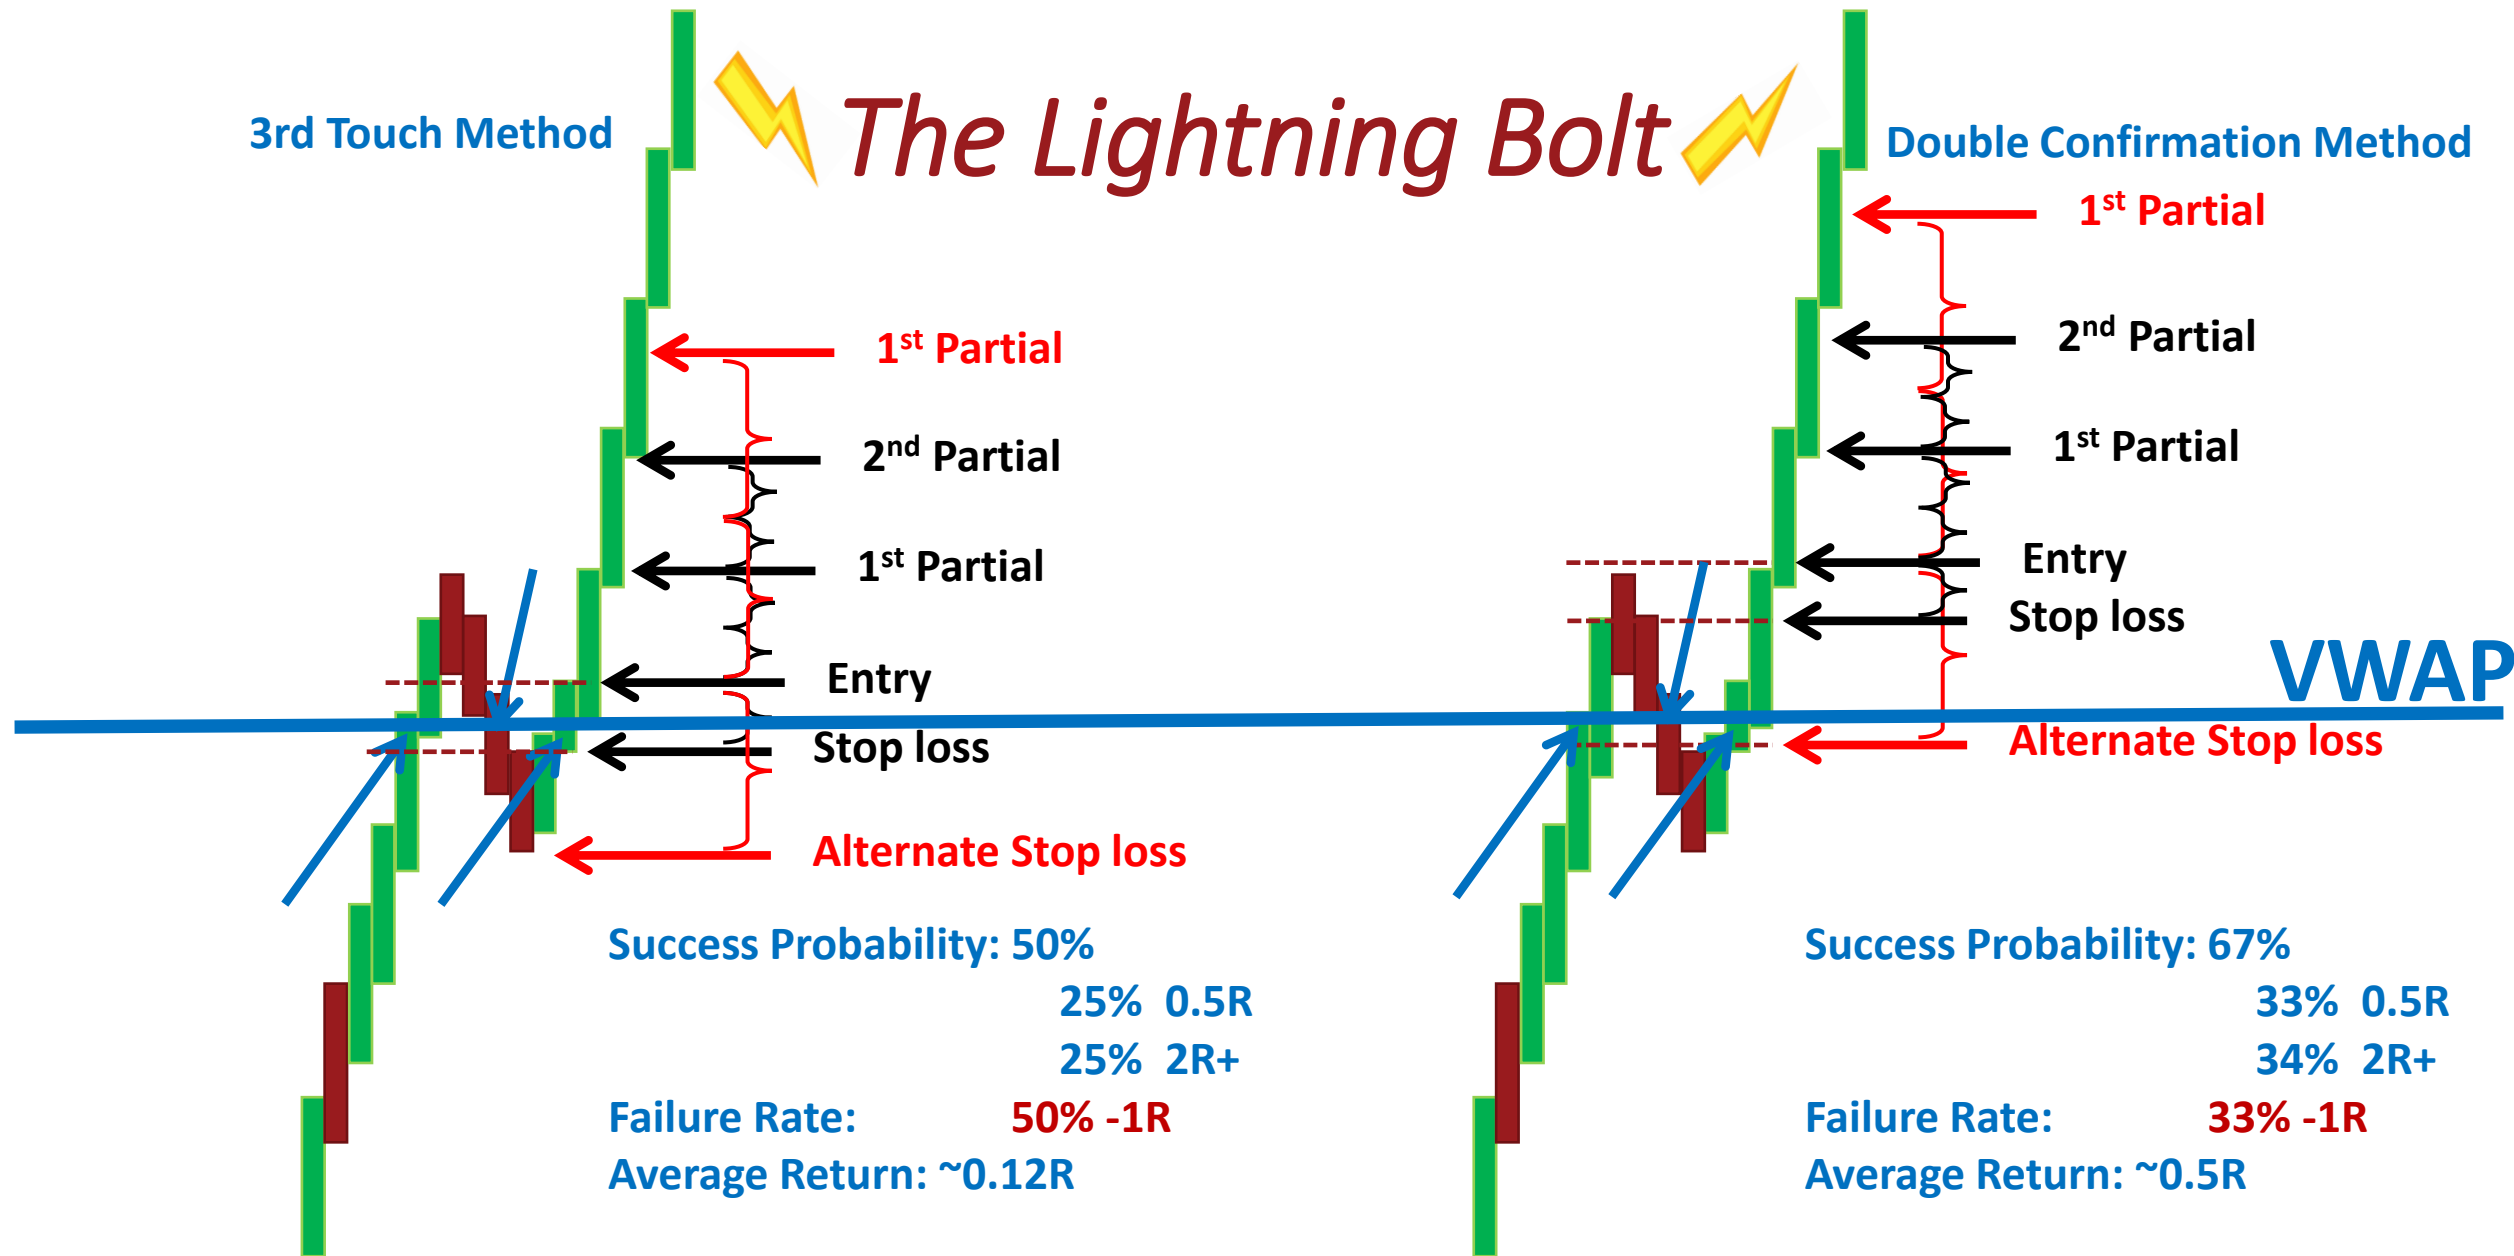 The Lightning Bolt
3rd Touch Method
1st Partial
2nd Partial
1st Partial
Entry
Stop loss
Alternate Stop loss
Success Probability: 50%
25% 0.5R
25% 2R+
Failure Rate: 50% -1R
Average Return: ~0.12R
Double Confirmation Method
1st Partial
2nd Partial
1st Partial
Entry
Stop loss
VWAP
Alternate Stop loss
Success Probability: 67%
33% 0.5R
34% 2R+
Failure Rate: 33% -1R
Average Return: ~0.5R